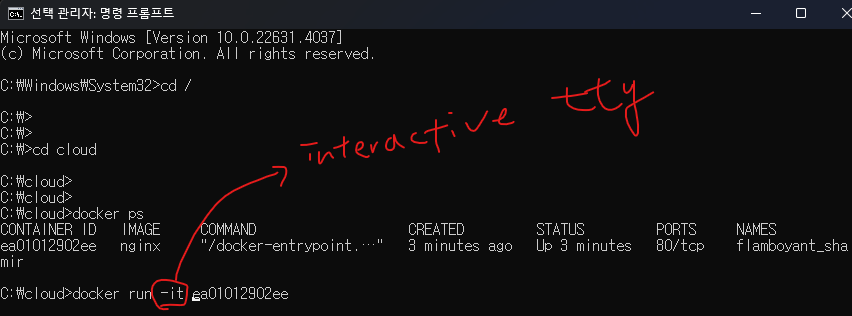 선택 관리자: 명령 프롬프트
Microsoft Windows [Version 10.0.22631.4037]
(c) Microsoft Corporation. All rights reserved.
C:\Windows\System32>cd /
C:\>
C:\>
C:\>cd cloud
interactive tty
C:\cloud>
C:\cloud>
C:\cloud>docker ps
CONTAINER ID IMAGE COMMAND CREATED STATUS PORTS NAMES
ea01012902ee nginx "/docker-entrypoint.…" 3 minutes ago Up 3 minutes 80/tcp flamboyant_sha
mir
C:\cloud>docker run -it ea01012902ee